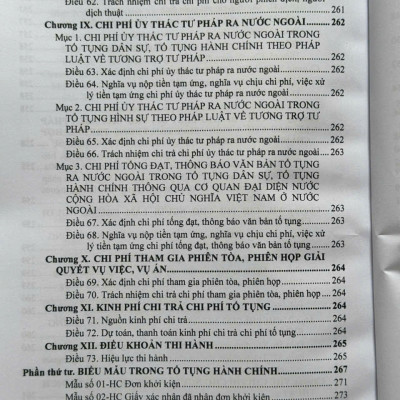 Điều 62. Trách nhiệm chi trả chi phí cho người phiên dịch, người
dịch thuật ... 261
Chương IX. CHI PHÍ ỦY THÁC TƯ PHÁP RA NƯỚC NGOÀI ... 262
Mục 1. CHI PHÍ ỦY THÁC TƯ PHÁP RA NƯỚC NGOÀI TRONG
TỐ TỤNG DÂN SỰ, TỐ TỤNG HÀNH CHÍNH THEO PHÁP
LUẬT VỀ TƯƠNG TRỢ TƯ PHÁP ... 262
Điều 63. Xác định chi phí ủy thác tư pháp ra nước ngoài ... 262
Điều 64. Nghĩa vụ nộp tiền tạm ứng, nghĩa vụ chịu chi phí, việc xử
lý tiền tạm ứng chi phí ủy thác tư pháp ra nước ngoài ... 262
Mục 2. CHI PHÍ ỦY THÁC TƯ PHÁP RA NƯỚC NGOÀI TRONG
TỐ TỤNG HÌNH SỰ THEO PHÁP LUẬT VỀ TƯƠNG TRỢ TƯ
PHÁP ... 262
Điều 65. Xác định chi phí ủy thác tư pháp ra nước ngoài ... 262
Điều 66. Trách nhiệm chi trả chi phí ủy thác tư pháp ra nước ngoài ... 263
Mục 3. CHI PHÍ TỐNG ĐẠT, THÔNG BÁO VĂN BẢN TỐ TỤNG
RA NƯỚC NGOÀI TRONG TỐ TỤNG DÂN SỰ, TỐ TỤNG
HÀNH CHÍNH THÔNG QUA CƠ QUAN ĐẠI DIỆN NƯỚC
CỘNG HÒA XÃ HỘI CHỦ NGHĨA VIỆT NAM Ở NƯỚC
NGOÀI ... 263
Điều 67. Xác định chi phí tống đạt, thông báo văn bản tố tụng ... 263
Điều 68. Nghĩa vụ nộp tiền tạm ứng, nghĩa vụ chịu chi phí, việc xử
lý tiền tạm ứng chi phí tống đạt, thông báo văn bản tố tụng ... 263
Chương X. CHI PHÍ THAM GIA PHIÊN TÒA, PHIÊN HỌP GIẢI
QUYẾT VỤ VIỆC, VỤ ÁN ... 264
Điều 69. Xác định chi phí tham gia phiên tòa, phiên họp ... 264
Điều 70. Trách nhiệm chi trả chi phí tham gia phiên tòa, phiên họp ... 264
Chương XI. KINH PHÍ CHI TRẢ CHI PHÍ TỐ TỤNG ... 264
Điều 71. Nguồn kinh phí chi trả ... 264
Điều 72. Dự toán, thanh toán kinh phí chi trả chi phí tố tụng ... 264
Chương XII. ĐIỀU KHOẢN THI HÀNH ... 265
Điều 73. Hiệu lực thi hành ... 265
Phần thứ tư. BIỂU MẪU TRONG TỐ TỤNG HÀNH CHÍNH ... 267
Mẫu số 01-HC Đơn khởi kiện ... 271
Mẫu số 02-HC Giấy xác nhận đã nhận đơn khởi kiện ... 273